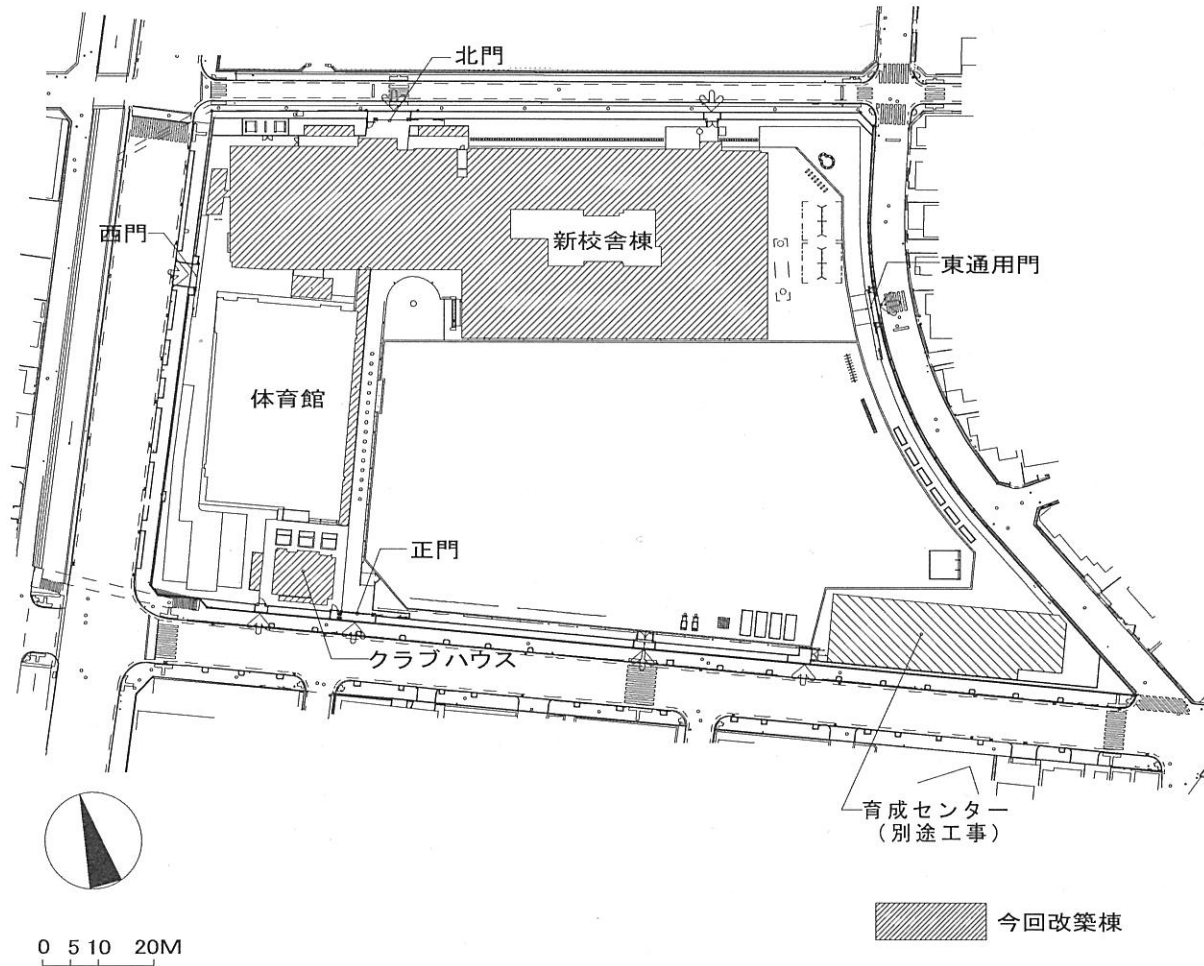 北門
西門
新校舎棟
東通用門
体育館
正門
クラブハウス
育成センター
（別途工事）
今回改築棟
0 5 10 20M